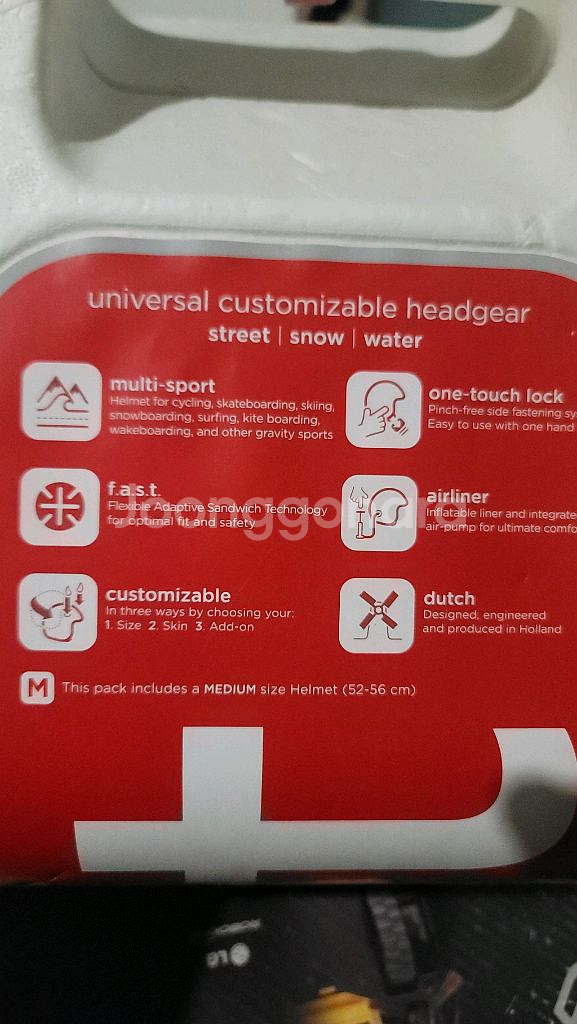 universal customizable headgear
street | snow | water
multi-sport
Helmet for cycling, skateboarding, skiing,
snowboarding, surfing, kite boarding,
wakeboarding, and other gravity sports
one-touch lock
Pinch-free side fastening sy
Easy to use with one hand
f.a.s.t.
Flexible Adaptive Sandwich Technology
for optimal fit and safety
airliner
Inflatable liner and integrate
air-pump for ultimate comfo
customizable
In three ways by choosing your:
1. Size 2. Skin 3. Add-on
dutch
Designed, engineered
and produced in Holland
M This pack includes a MEDIUM size Helmet (52-56 cm)
LG